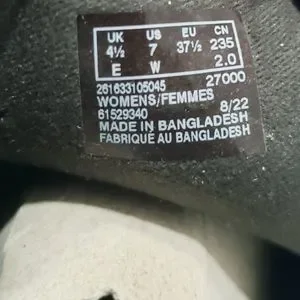 UK US EU CN
4½ 7 37½ 235
E W 2.0
261633105045 27000
WOMENS/FEMMES
61529340 8/22
MADE IN BANGLADESH
FABRIQUÉ AU BANGLADESH